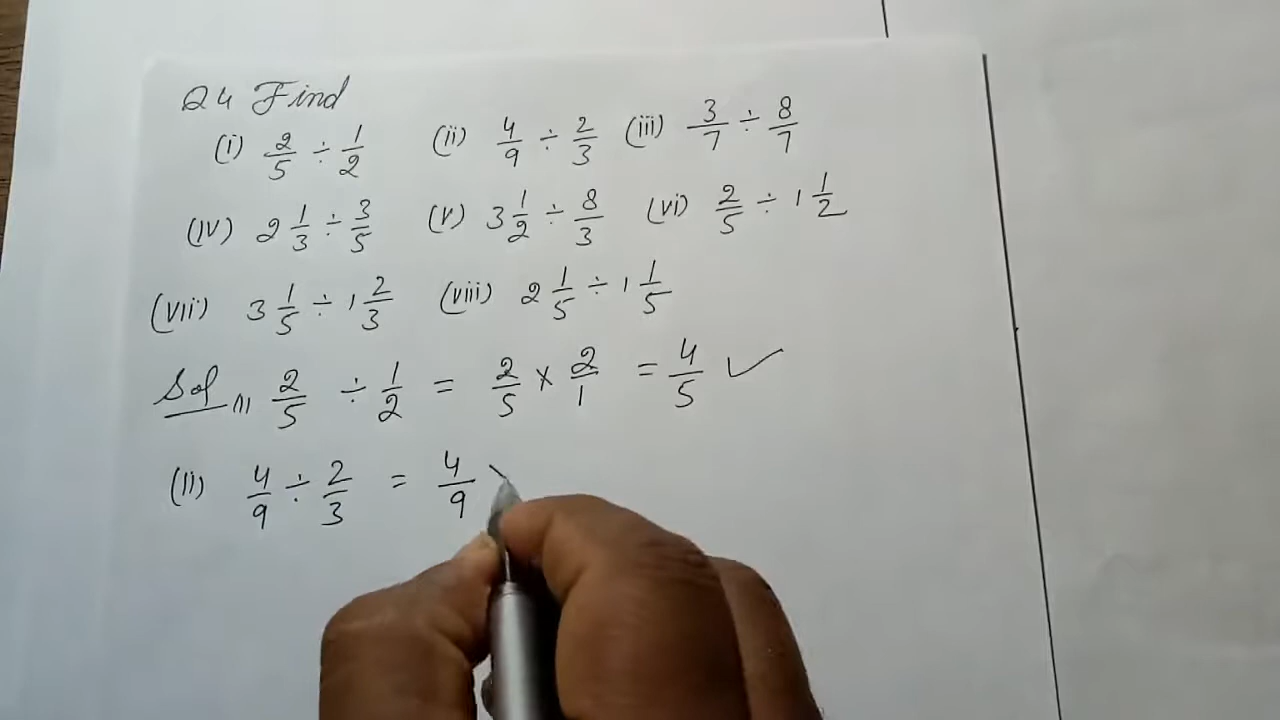 Q4 Find
(i) 2/5 ÷ 1/2 (ii) 4/9 ÷ 2/3 (iii) 3/7 ÷ 8/7
(iv) 2 1/3 ÷ 3/5 (v) 3 1/2 ÷ 8/3 (vi) 2/5 ÷ 1 1/2
(vii) 3 1/5 ÷ 1 2/3 (viii) 2 1/5 ÷ 1 1/5
Sol (i) 2/5 ÷ 1/2 = 2/5 × 2/1 = 4/5 ✓
(ii) 4/9 ÷ 2/3 = 4/9